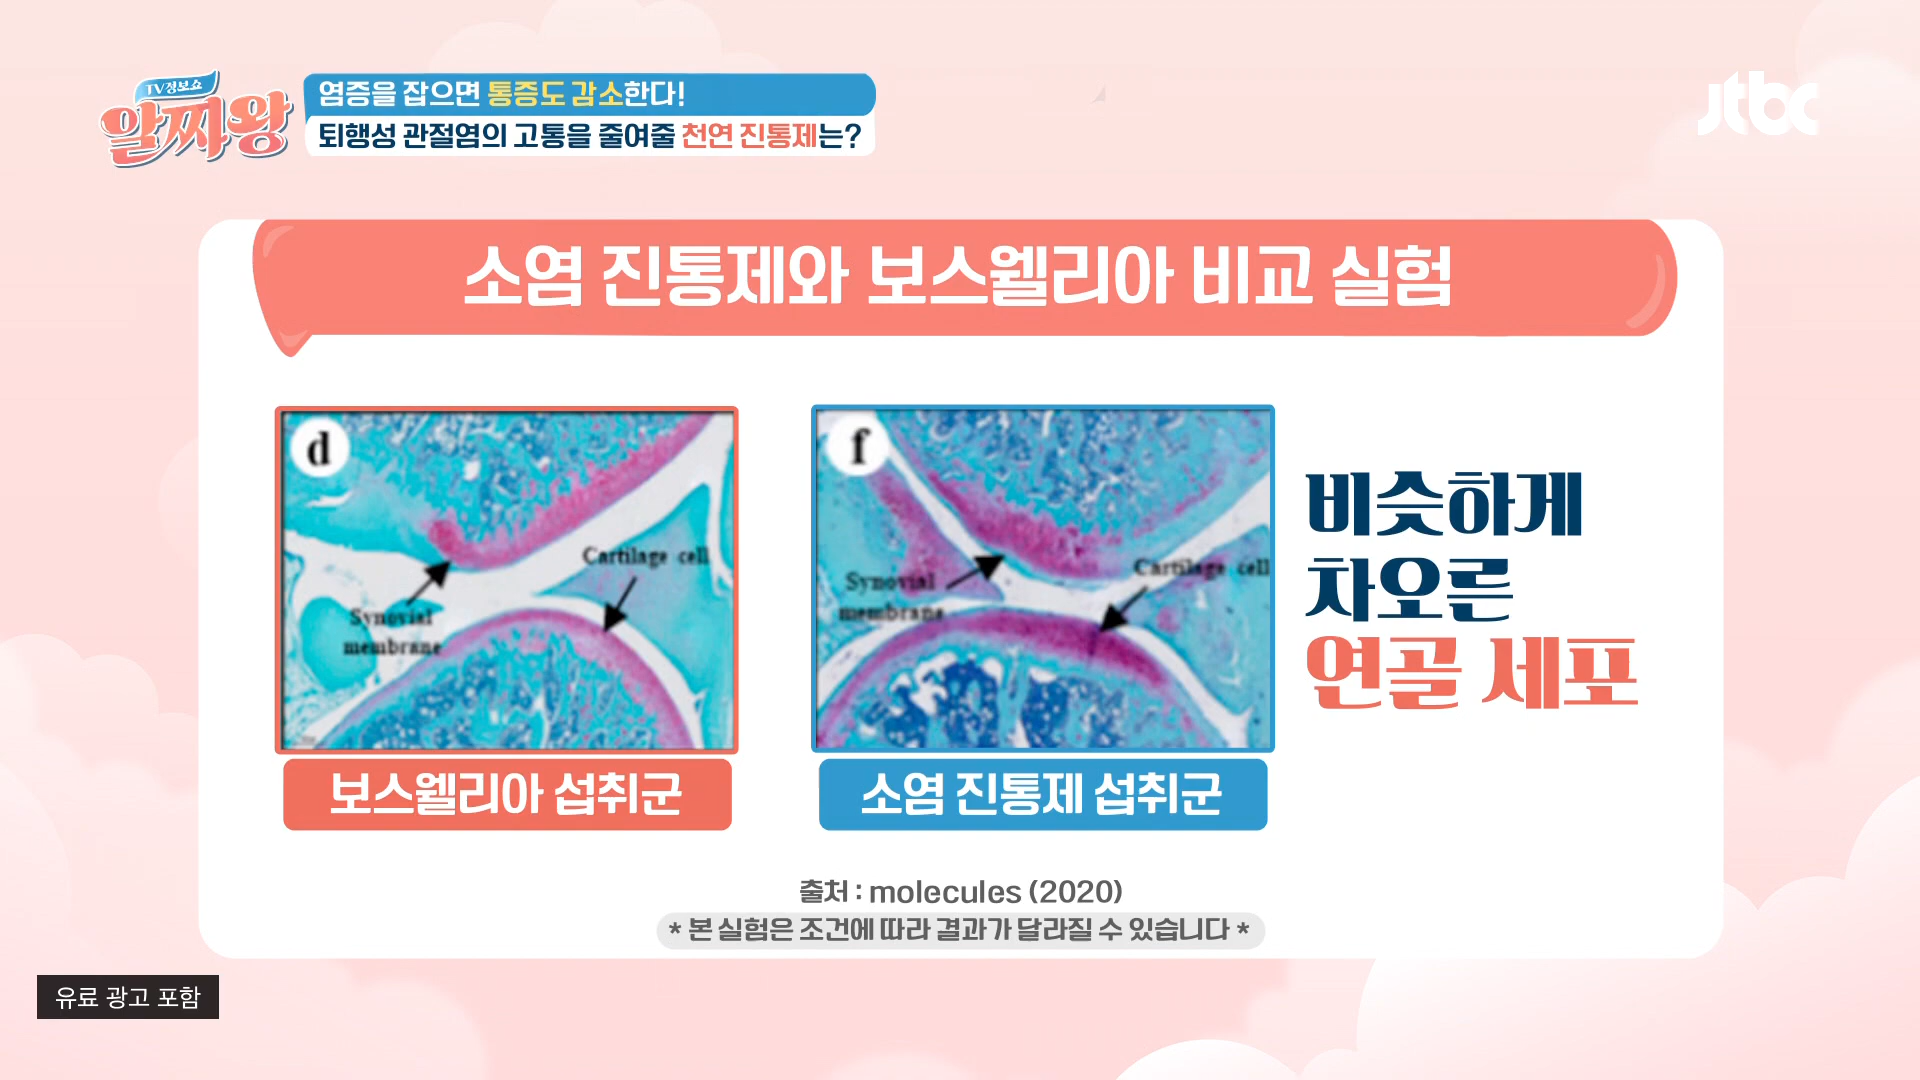 TV정보쇼
알짜왕
염증을 잡으면 통증도 감소한다!
퇴행성 관절염의 고통을 줄여줄 천연 진통제는?
jtbc
소염 진통제와 보스웰리아 비교 실험
d
Cartilage cell
Synovial
membrane
보스웰리아 섭취군
f
Synovial
membrane
Cartilage cell
소염 진통제 섭취군
비슷하게
차오른
연골 세포
출처 : molecules (2020)
* 본 실험은 조건에 따라 결과가 달라질 수 있습니다 *
유료 광고 포함